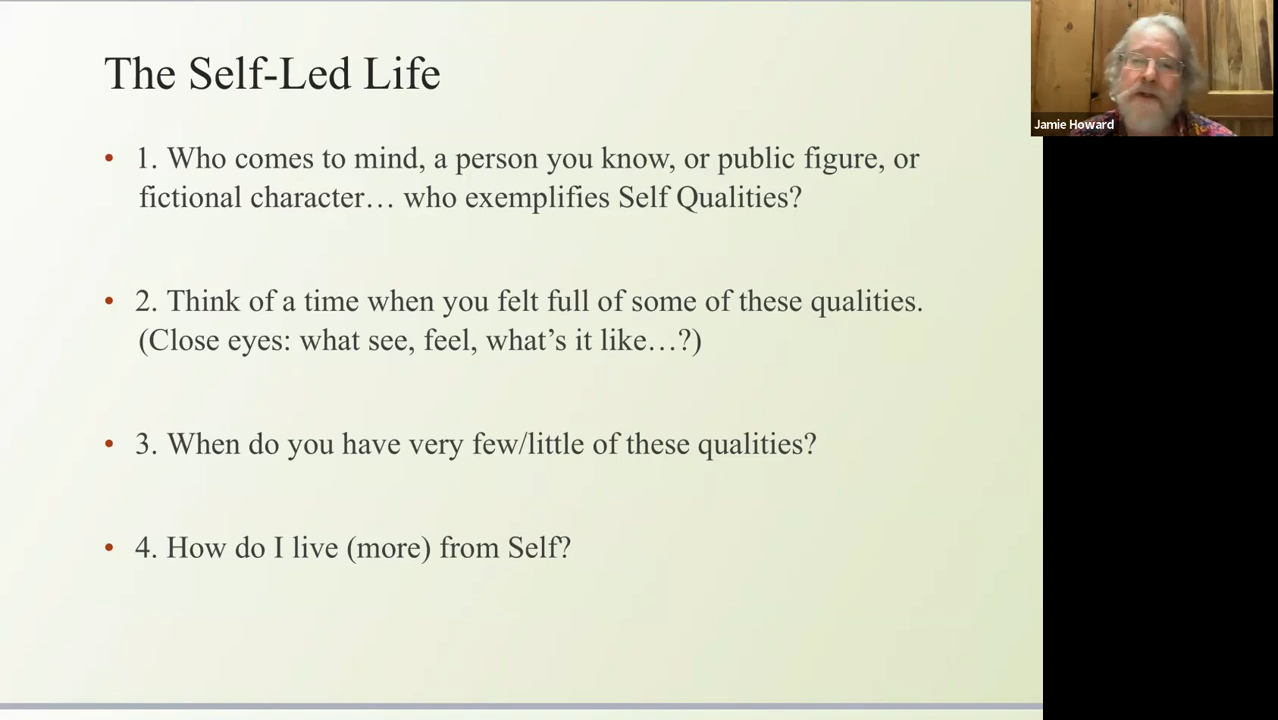 The Self-Led Life
• 1. Who comes to mind, a person you know, or public figure, or
fictional character… who exemplifies Self Qualities?
• 2. Think of a time when you felt full of some of these qualities.
(Close eyes: what see, feel, what’s it like…?)
• 3. When do you have very few/little of these qualities?
• 4. How do I live (more) from Self?
Jamie Howard